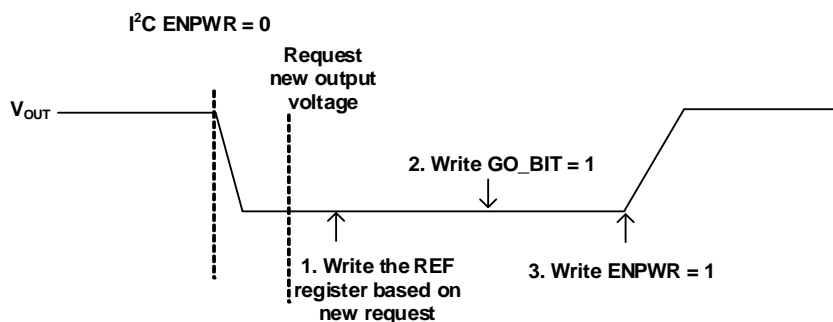 I²C ENPWR = 0
Request
new output
voltage
VOUT
2. Write GO_BIT = 1
1. Write the REF
register based on
new request
3. Write ENPWR = 1